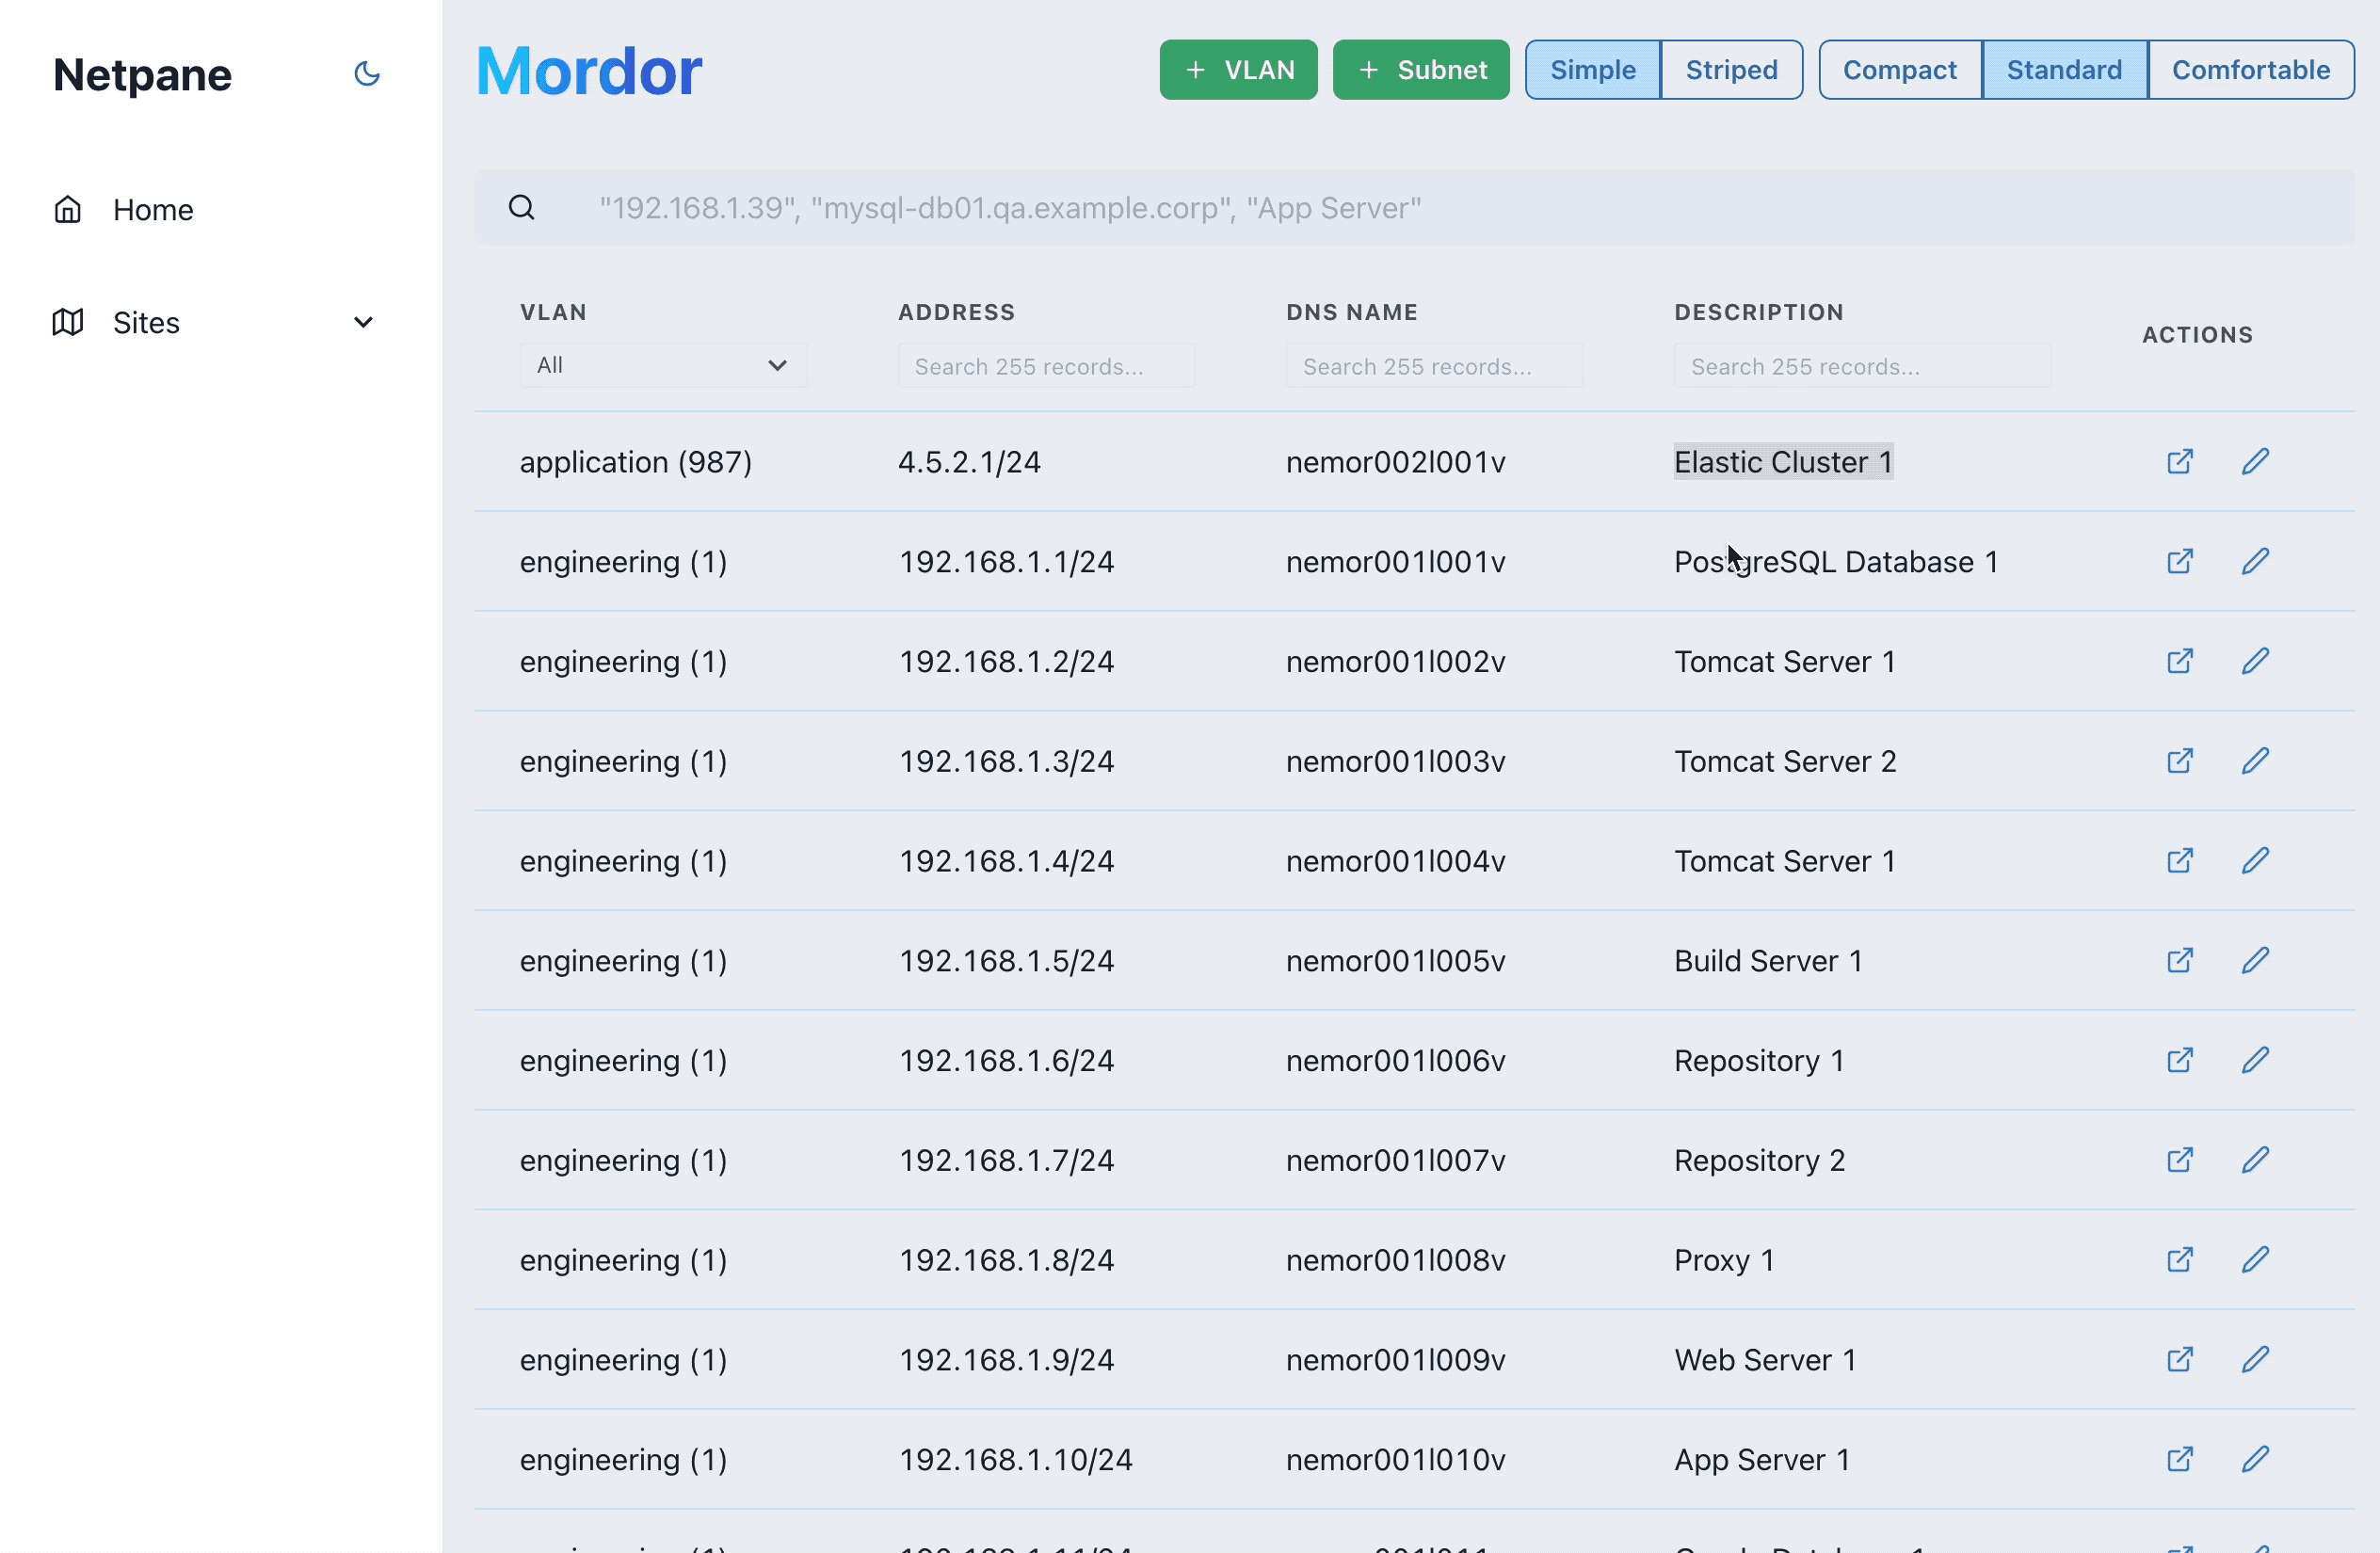 Netpane
Home
Sites
Mordor
+ VLAN + Subnet Simple Striped Compact Standard Comfortable
"192.168.1.39", "mysql-db01.qa.example.corp", "App Server"
VLAN ADDRESS DNS NAME DESCRIPTION ACTIONS
All Search 255 records... Search 255 records... Search 255 records...
application (987) 4.5.2.1/24 nemor002l001v Elastic Cluster 1
engineering (1) 192.168.1.1/24 nemor001l001v PostgreSQL Database 1
engineering (1) 192.168.1.2/24 nemor001l002v Tomcat Server 1
engineering (1) 192.168.1.3/24 nemor001l003v Tomcat Server 2
engineering (1) 192.168.1.4/24 nemor001l004v Tomcat Server 1
engineering (1) 192.168.1.5/24 nemor001l005v Build Server 1
engineering (1) 192.168.1.6/24 nemor001l006v Repository 1
engineering (1) 192.168.1.7/24 nemor001l007v Repository 2
engineering (1) 192.168.1.8/24 nemor001l008v Proxy 1
engineering (1) 192.168.1.9/24 nemor001l009v Web Server 1
engineering (1) 192.168.1.10/24 nemor001l010v App Server 1